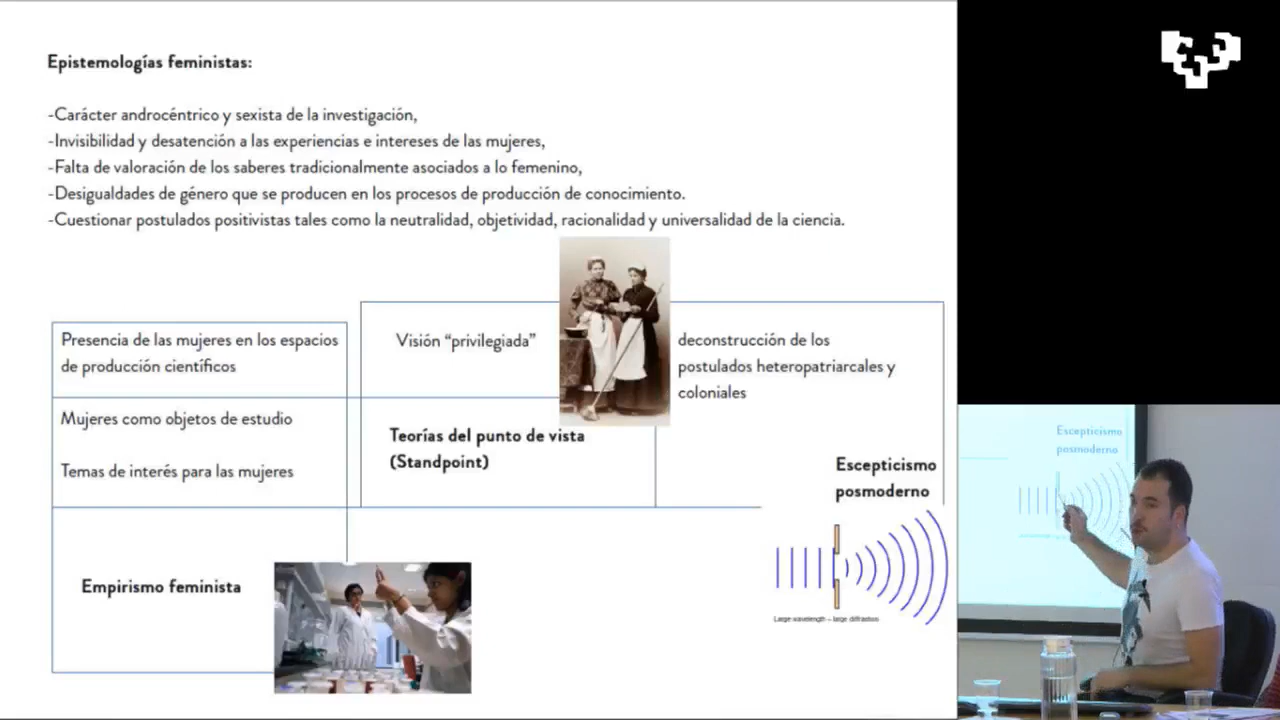 Epistemologías feministas:
-Carácter androcéntrico y sexista de la investigación,
-Invisibilidad y desatención a las experiencias e intereses de las mujeres,
-Falta de valoración de los saberes tradicionalmente asociados a lo femenino,
-Desigualdades de género que se producen en los procesos de producción de conocimiento.
-Cuestionar postulados positivistas tales como la neutralidad, objetividad, racionalidad y universalidad de la ciencia.
Presencia de las mujeres en los espacios
de producción científicos
Mujeres como objetos de estudio
Temas de interés para las mujeres
Empirismo feminista
Visión “privilegiada”
Teorías del punto de vista
(Standpoint)
deconstrucción de los
postulados heteropatriarcales y
coloniales
Escepticismo
posmoderno
Large wavelength – large diffraction
Escepticismo
posmoderno